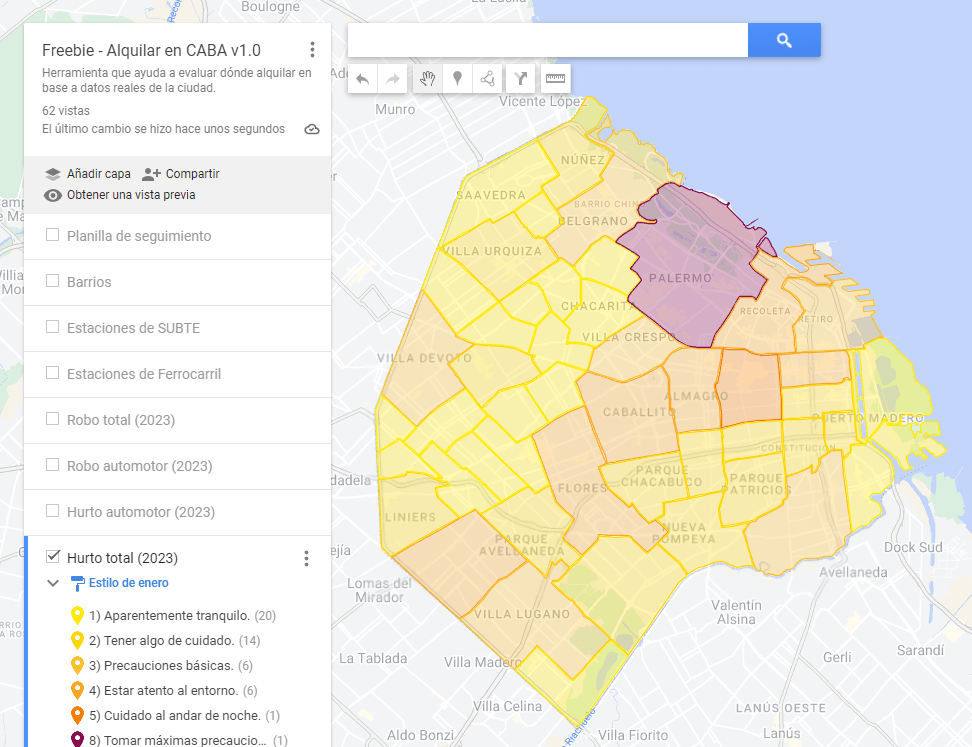 Freebie - Alquilar en CABA v1.0
Herramienta que ayuda a evaluar dónde alquilar en
base a datos reales de la ciudad.
62 vistas
El último cambio se hizo hace unos segundos
Añadir capa
Compartir
Obtener una vista previa
Planilla de seguimiento
Barrios
Estaciones de SUBTE
Estaciones de Ferrocarril
Robo total (2023)
Robo automotor (2023)
Hurto automotor (2023)
Hurto total (2023)
Estilo de enero
1) Aparentemente tranquilo. (20)
2) Tener algo de cuidado. (14)
3) Precauciones básicas. (6)
4) Estar atento al entorno. (6)
5) Cuidado al andar de noche. (1)
8) Tomar máximas precaucio... (1)
Boulogne
Munro
Vicente López
NÚÑEZ
SAAVEDRA
BARRIO CHIN
BELGRANO
VILLA URQUIZA
PALERMO
CHACARITA
RECOLETA
RETIRO
VILLA CRESPO
VILLA DEVOTO
ALMAGRO
CABALLITO
PUERTO MADERO
CONSTITUCION
PARQUE
CHACABUCO
PARQUE
PATRICIOS
FLORES
LINIERS
NUEVA
POMPEYA
PARQUE
AVELLANEDA
Dock Sud
Avellaneda
Lomas del
Mirador
VILLA LUGANO
Valentín
Alsina
La Tablada
Villa Madero
Gerli
Sarandí
Villa Celina
LANÚS OESTE
Aldo Bonzi
Riachuelo
Villa Fiorito
Lanús